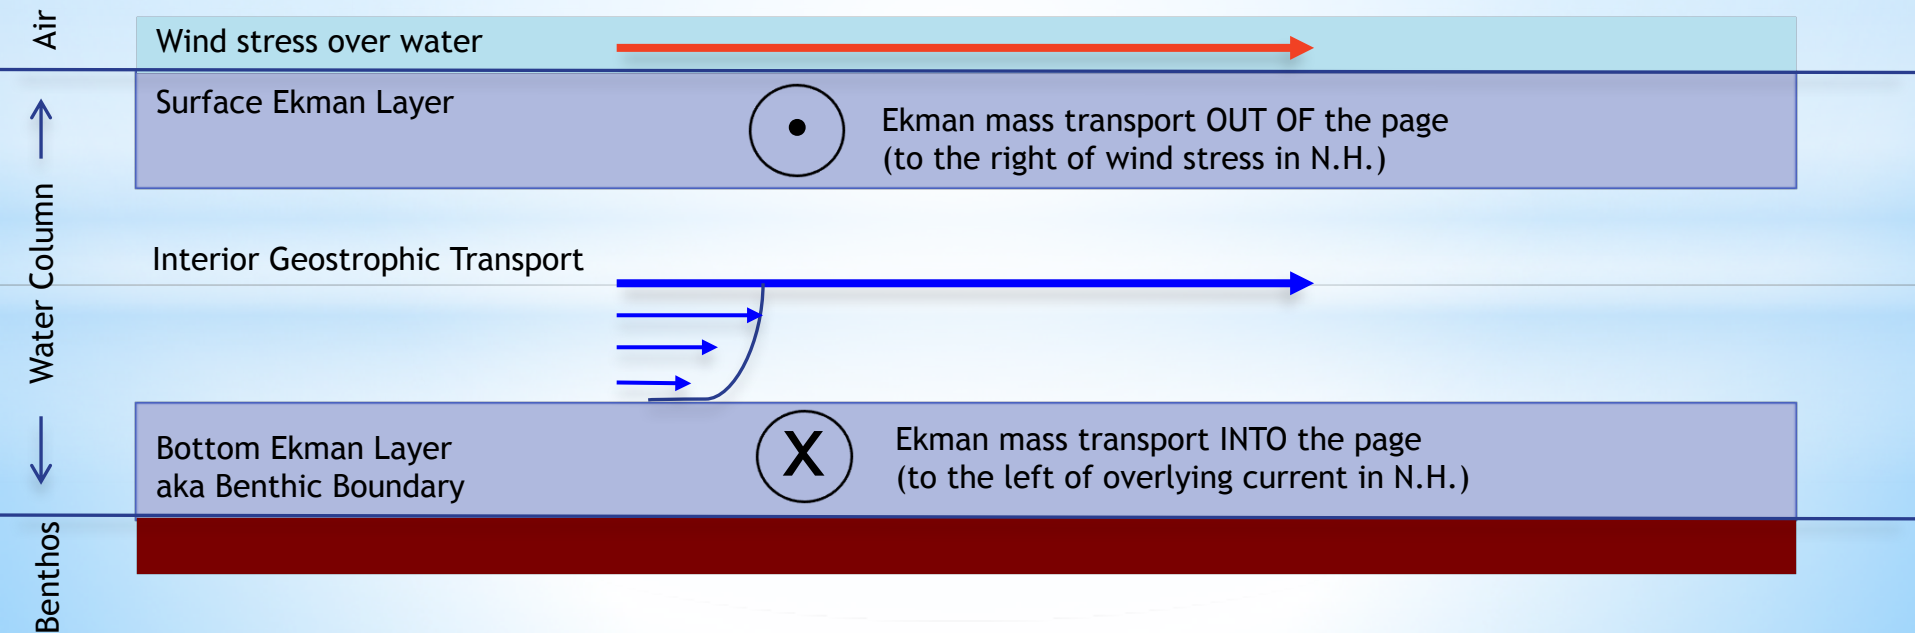 Air
Wind stress over water
Surface Ekman Layer
Ekman mass transport OUT OF the page
(to the right of wind stress in N.H.)
Water Column
Interior Geostrophic Transport
Bottom Ekman Layer
aka Benthic Boundary
X
Ekman mass transport INTO the page
(to the left of overlying current in N.H.)
Benthos